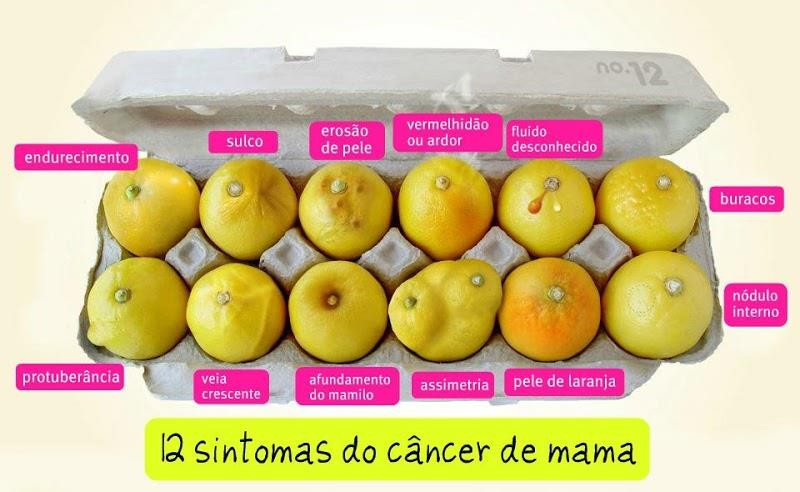 no.12
endurecimento
sulco
erosão
de pele
vermelhidão
ou ardor
fluido
desconhecido
buracos
nódulo
interno
protuberância
veia
crescente
afundamento
do mamilo
assimetria
pele de laranja
12 sintomas do câncer de mama